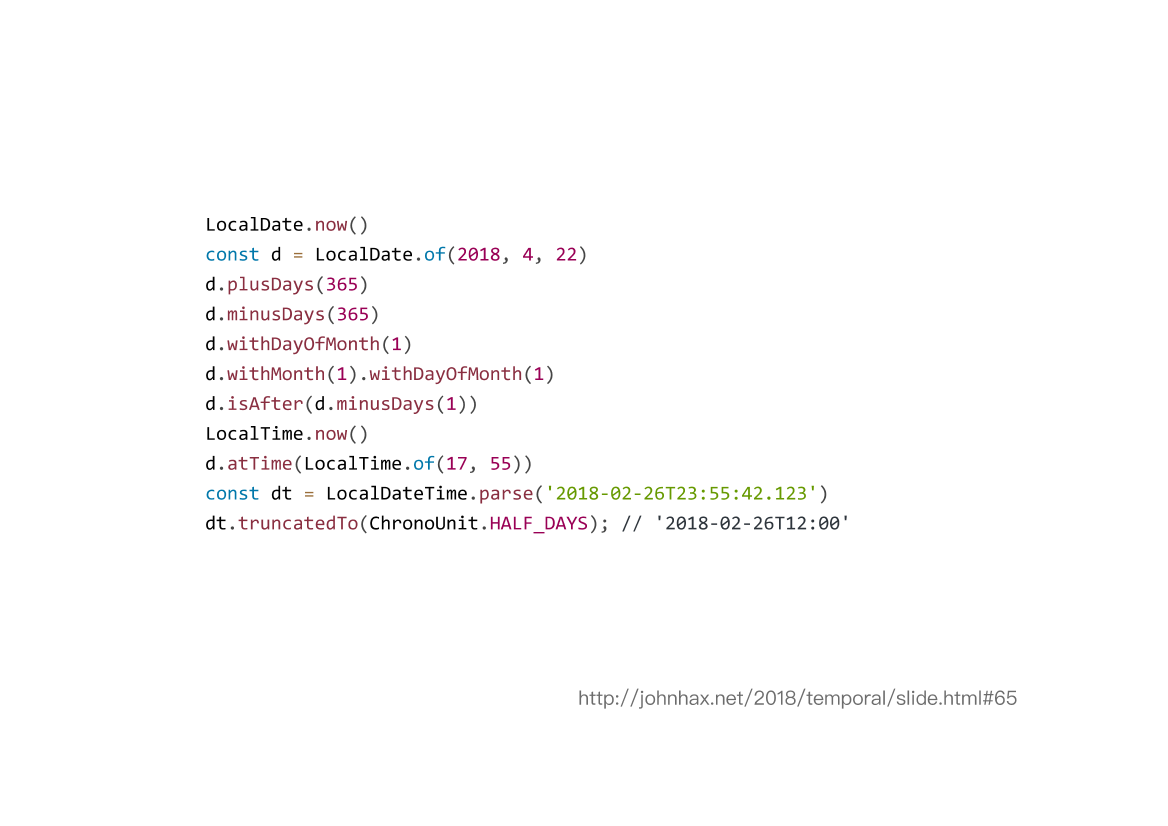 LocalDate.now()
const d = LocalDate.of(2018, 4, 22)
d.plusDays(365)
d.minusDays(365)
d.withDayOfMonth(1)
d.withMonth(1).withDayOfMonth(1)
d.isAfter(d.minusDays(1))
LocalTime.now()
d.atTime(LocalTime.of(17, 55))
const dt = LocalDateTime.parse('2018-02-26T23:55:42.123')
dt.truncatedTo(ChronoUnit.HALF_DAYS); // '2018-02-26T12:00'
http://johnhax.net/2018/temporal/slide.html#65